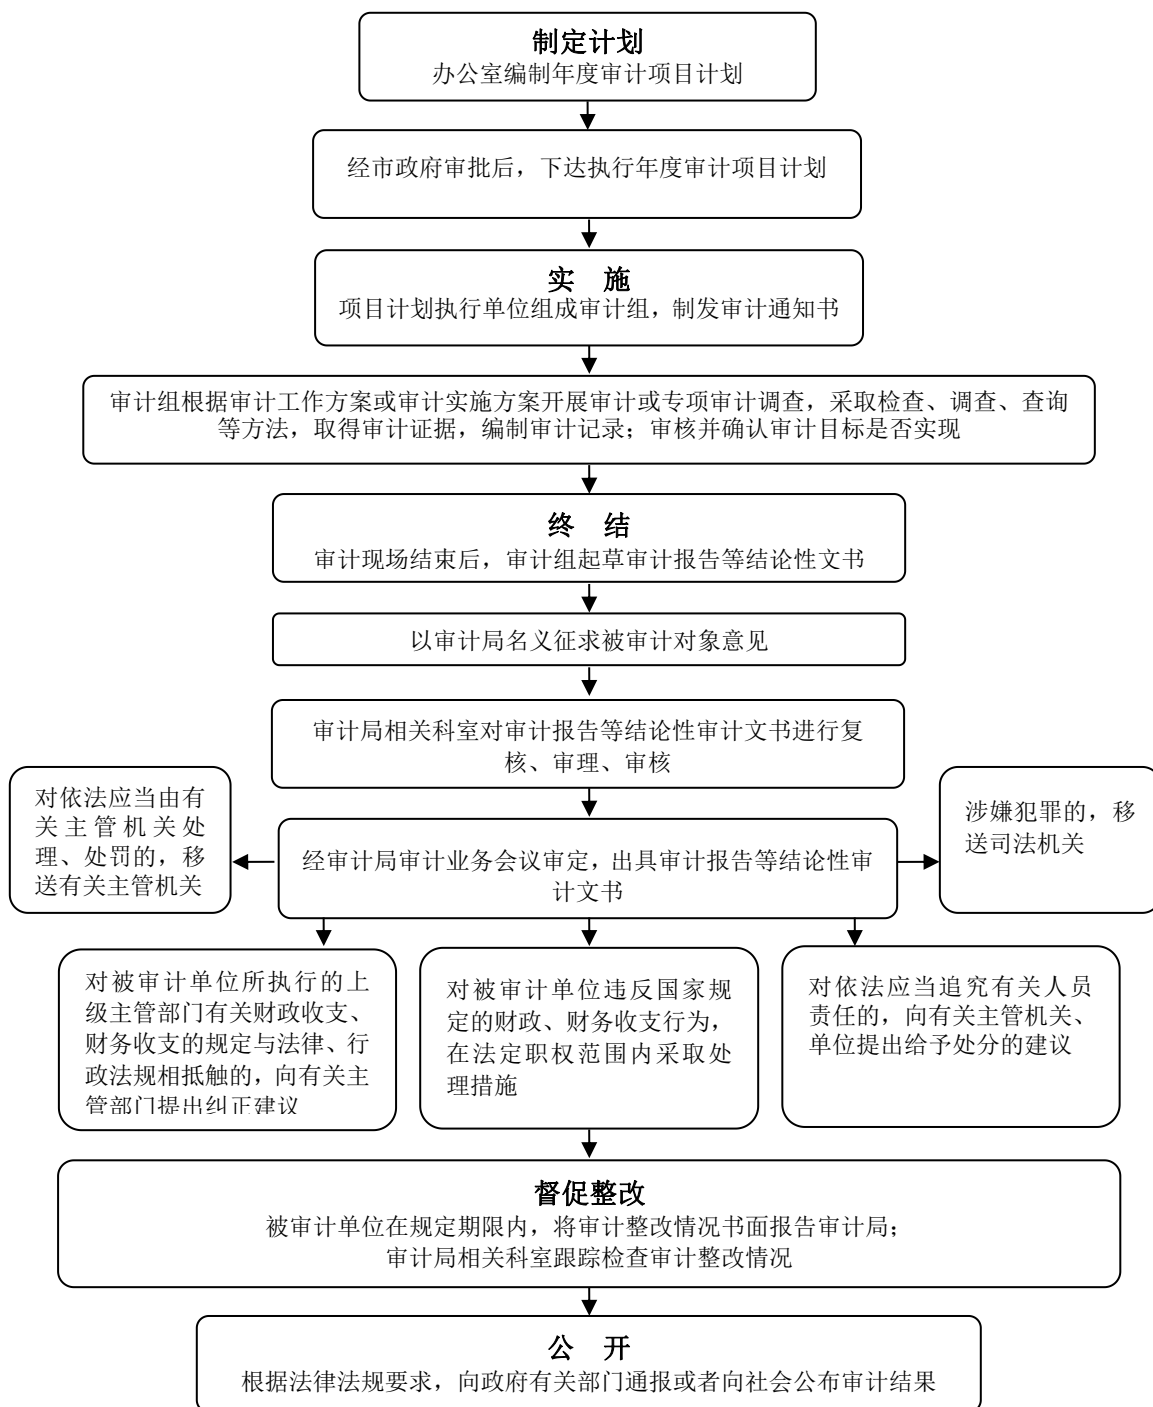 制定计划
办公室编制年度审计项目计划
经市政府审批后，下达执行年度审计项目计划
实 施
项目计划执行单位组成审计组，制发审计通知书
审计组根据审计工作方案或审计实施方案开展审计或专项审计调查，采取检查、调查、查询
等方法，取得审计证据，编制审计记录；审核并确认审计目标是否实现
终 结
审计现场结束后，审计组起草审计报告等结论性文书
以审计局名义征求被审计对象意见
审计局相关科室对审计报告等结论性审计文书进行复
核、审理、审核
对依法应当由有
关主管机关处
理、处罚的，移
送有关主管机关
经审计局审计业务会议审定，出具审计报告等结论性审
计文书
涉嫌犯罪的，移
送司法机关
对被审计单位所执行的上
级主管部门有关财政收支、
财务收支的规定与法律、行
政法规相抵触的，向有关主
管部门提出纠正建议
对被审计单位违反国家规
定的财政、财务收支行为，
在法定职权范围内采取处
理措施
对依法应当追究有关人员
责任的，向有关主管机关、
单位提出给予处分的建议
督促整改
被审计单位在规定期限内，将审计整改情况书面报告审计局；
审计局相关科室跟踪检查审计整改情况
公 开
根据法律法规要求，向政府有关部门通报或者向社会公布审计结果